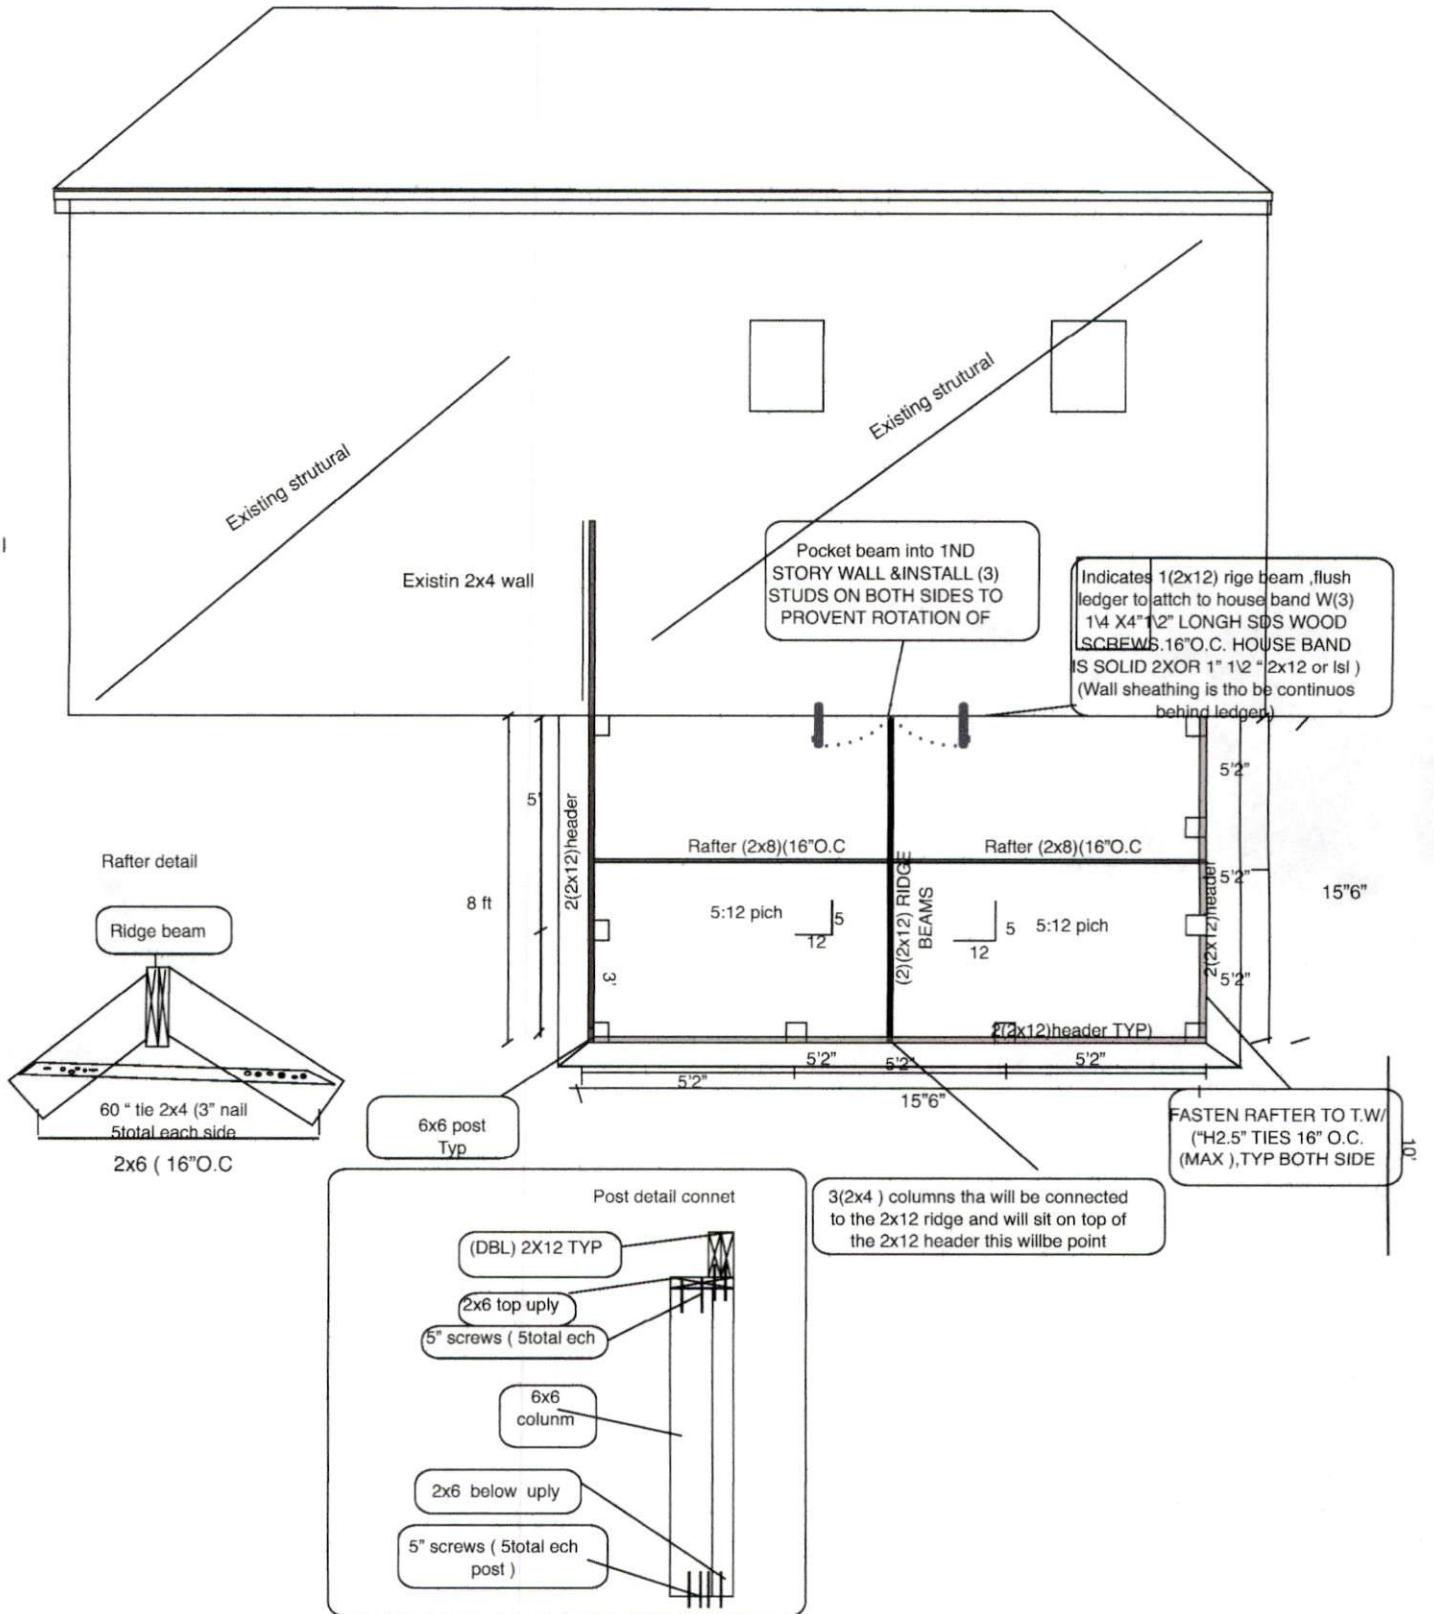 Existing strutural
Existing strutural
Existin 2x4 wall
Pocket beam into 1ND
STORY WALL &INSTALL (3)
STUDS ON BOTH SIDES TO
PROVENT ROTATION OF
Indicates 1(2x12) rige beam ,flush
ledger to attch to house band W(3)
1\4 X4"1\2" LONGH SDS WOOD
SCREWS.16"O.C. HOUSE BAND
IS SOLID 2XOR 1" 1\2 " 2x12 or lsl )
(Wall sheathing is tho be continuos
behind ledger.)
5'
2(2x12)header
8 ft
3'
Rafter (2x8)(16"O.C
Rafter (2x8)(16"O.C
5:12 pich
5
12
(2)(2x12) RIDGE
BEAMS
5
12
5:12 pich
5'2"
5'2"
5'2"
2(2x12)header
15"6"
2(2x12)header TYP)
5'2"
5'2"
5'2"
5'2"
15"6"
Rafter detail
Ridge beam
60 " tie 2x4 (3" nail
5total each side
2x6 ( 16"O.C
6x6 post
Typ
FASTEN RAFTER TO T.W/
("H2.5" TIES 16" O.C.
(MAX ),TYP BOTH SIDE
10'
3(2x4 ) columns tha will be connected
to the 2x12 ridge and will sit on top of
the 2x12 header this willbe point
Post detail connet
(DBL) 2X12 TYP
2x6 top uply
5" screws ( 5total ech
6x6
colunm
2x6 below uply
5" screws ( 5total ech
post )